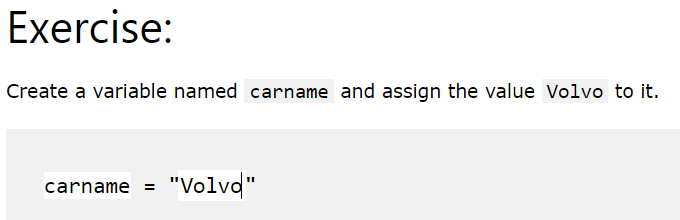 Exercise:
Create a variable named carname and assign the value Volvo to it.
carname = "Volvo"